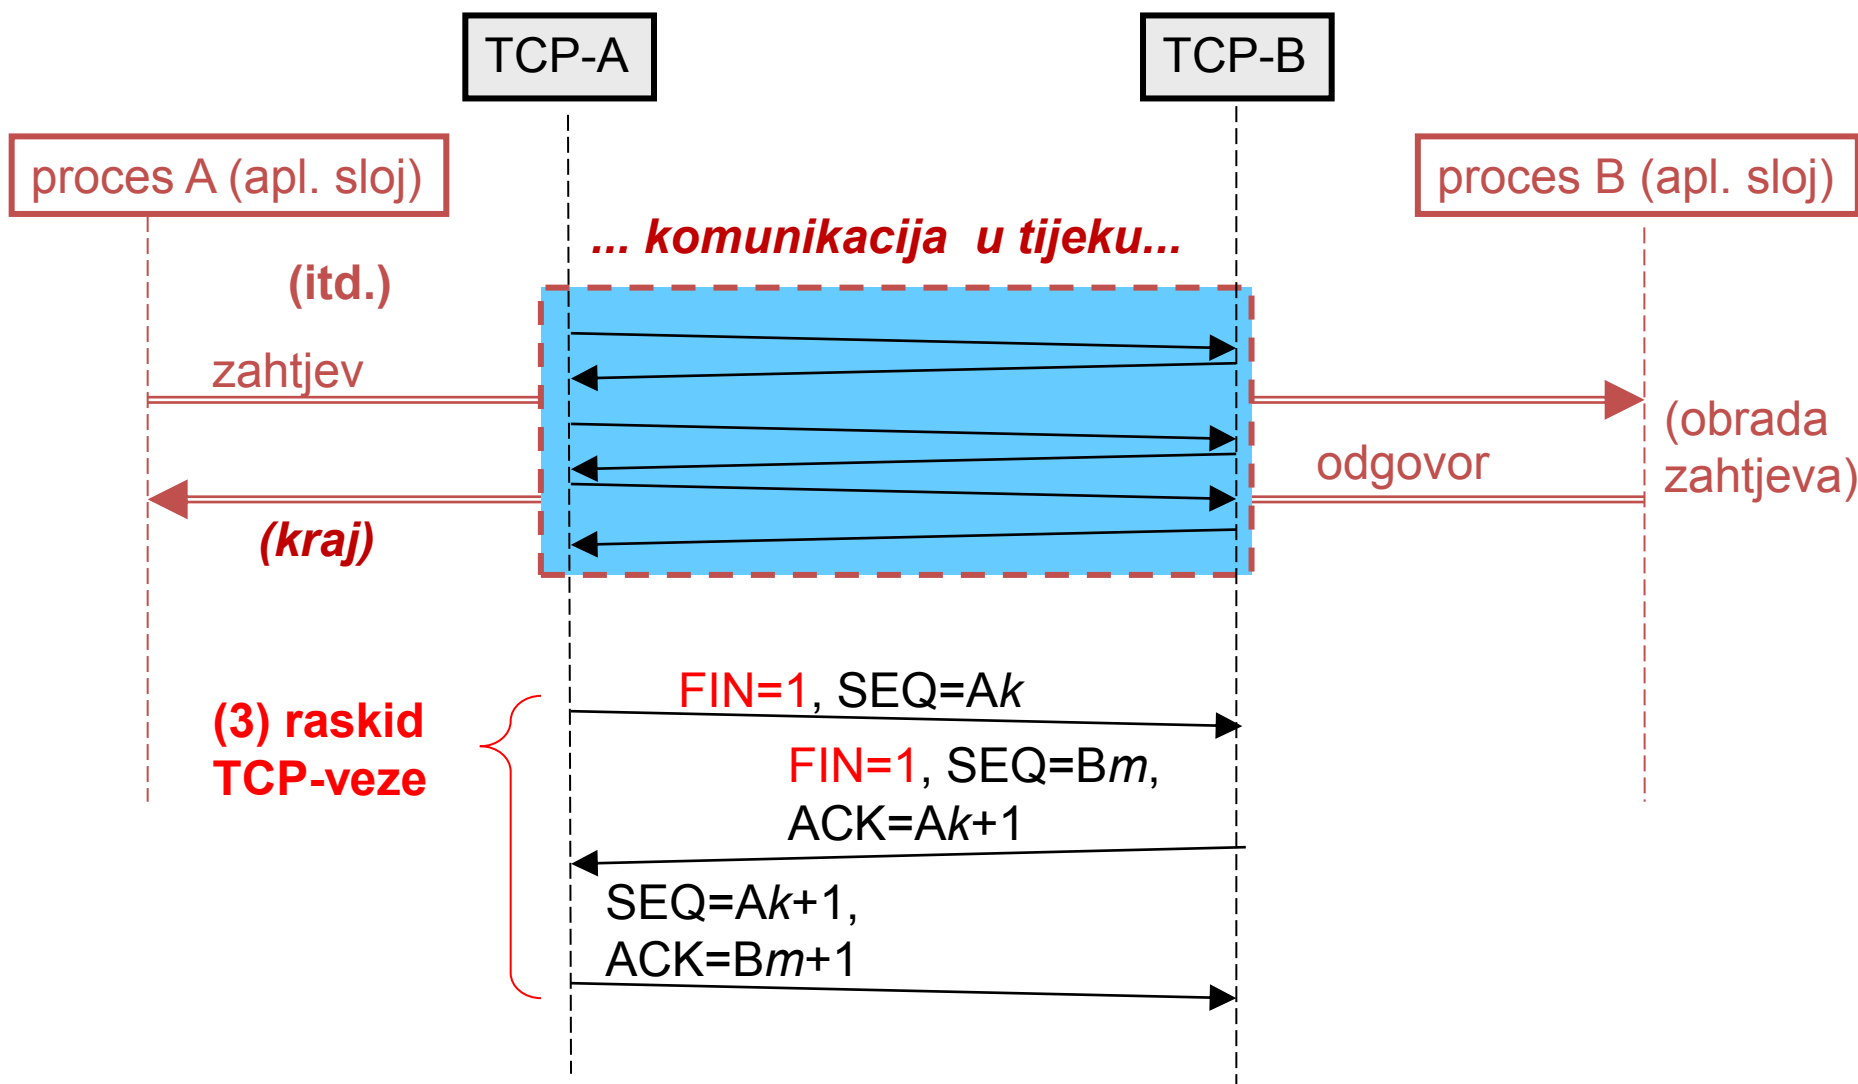 TCP-A
TCP-B
proces A (apl. sloj)
proces B (apl. sloj)
... komunikacija u tijeku...
(itd.)
zahtjev
(obrada
zahtjeva)
odgovor
(kraj)
(3) raskid
TCP-veze
FIN=1, SEQ=Ak
FIN=1, SEQ=Bm,
ACK=Ak+1
SEQ=Ak+1,
ACK=Bm+1